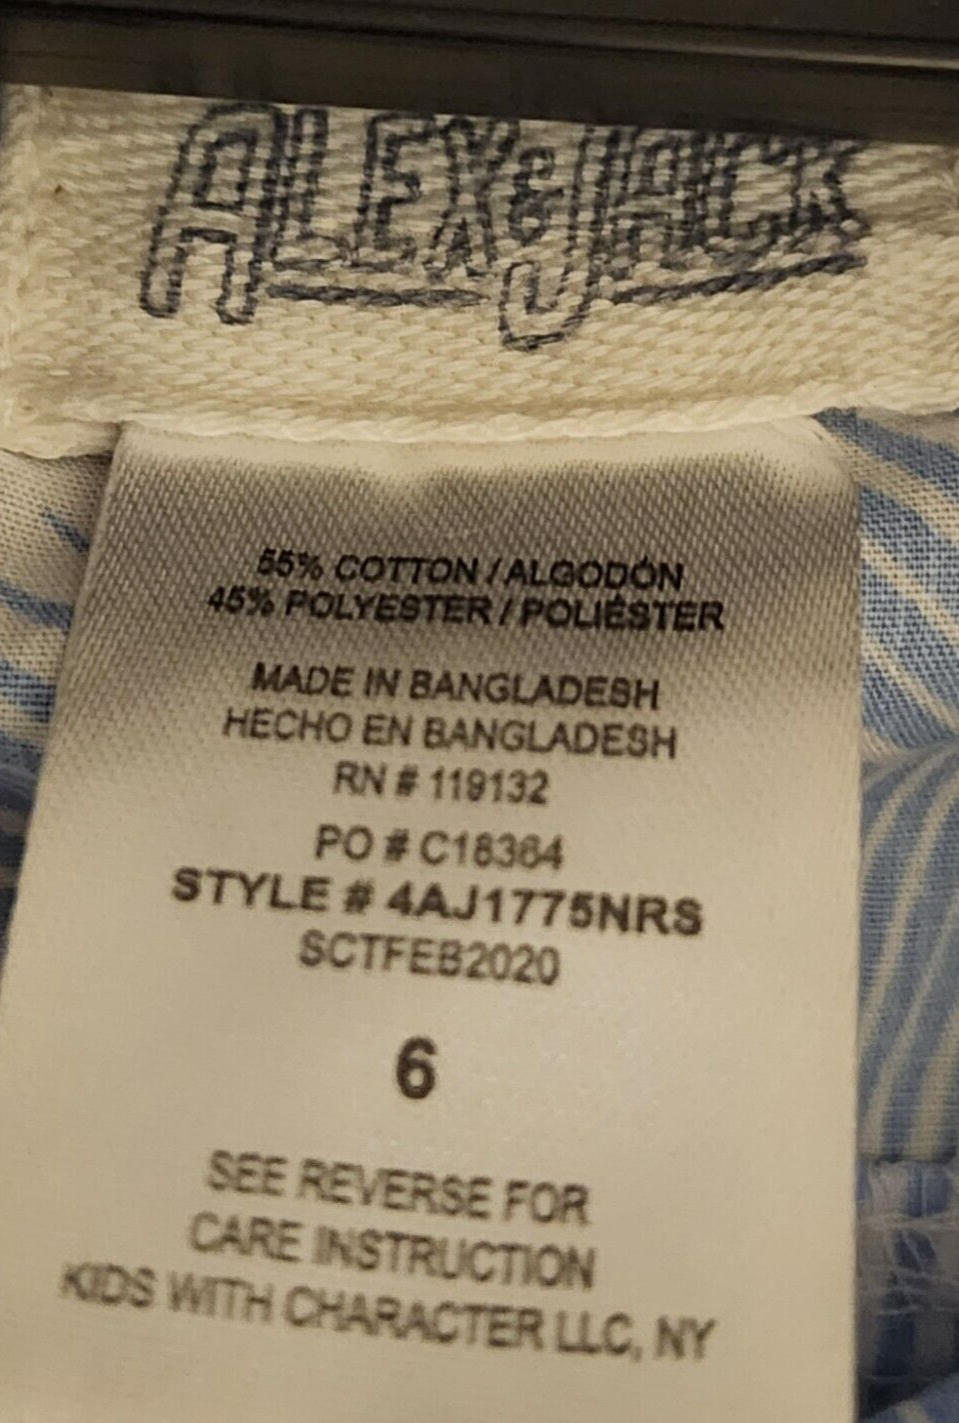 ALEX & JACK
55% COTTON / ALGODÓN
45% POLYESTER / POLIÉSTER
MADE IN BANGLADESH
HECHO EN BANGLADESH
RN # 119132
PO # C18364
STYLE # 4AJ1775NRS
SCTFEB2020
6
SEE REVERSE FOR
CARE INSTRUCTION
KIDS WITH CHARACTER LLC, NY